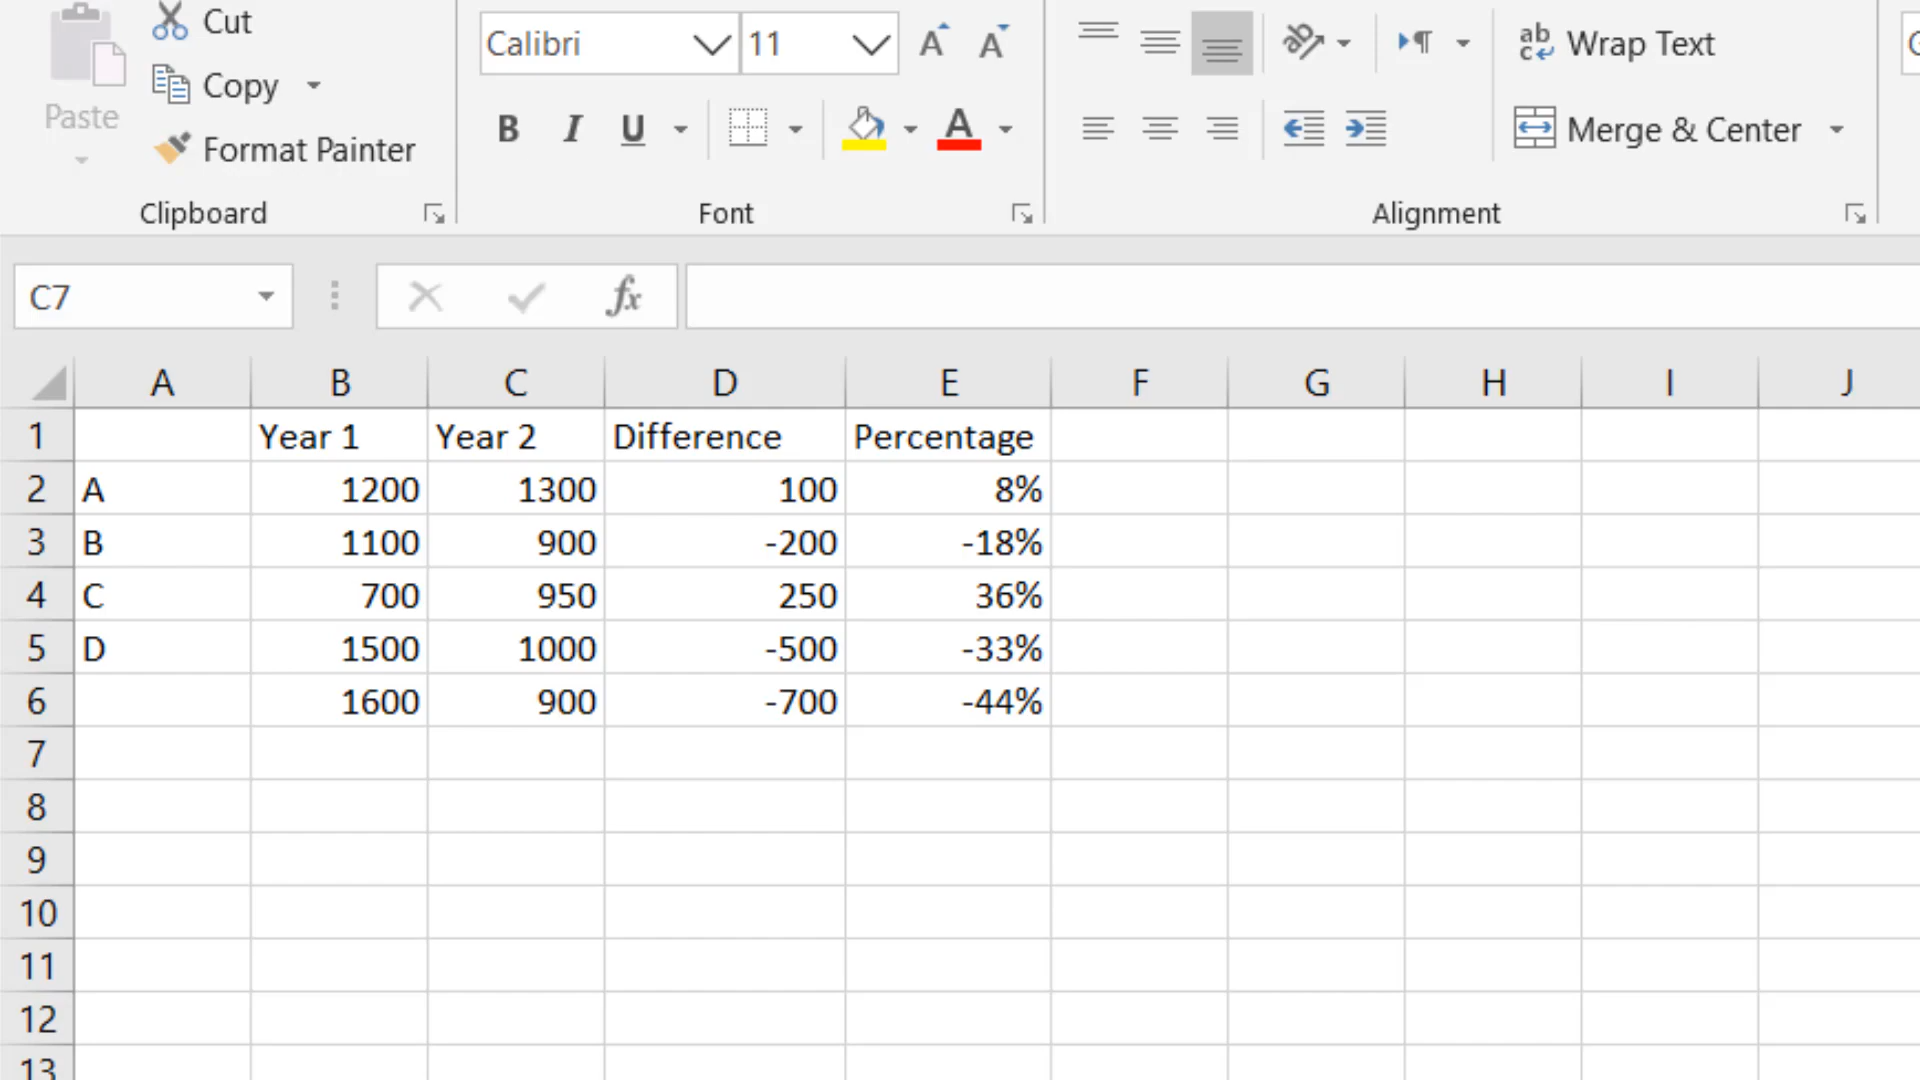 Cut
Copy
Paste
Format Painter
Clipboard
Calibri 11 A A
B I U A
Font
ab Wrap Text
Merge & Center
Alignment
C7 fx
A B C D E F G H I J
1 Year 1 Year 2 Difference Percentage
2 A 1200 1300 100 8%
3 B 1100 900 -200 -18%
4 C 700 950 250 36%
5 D 1500 1000 -500 -33%
6 1600 900 -700 -44%
7
8
9
10
11
12
13